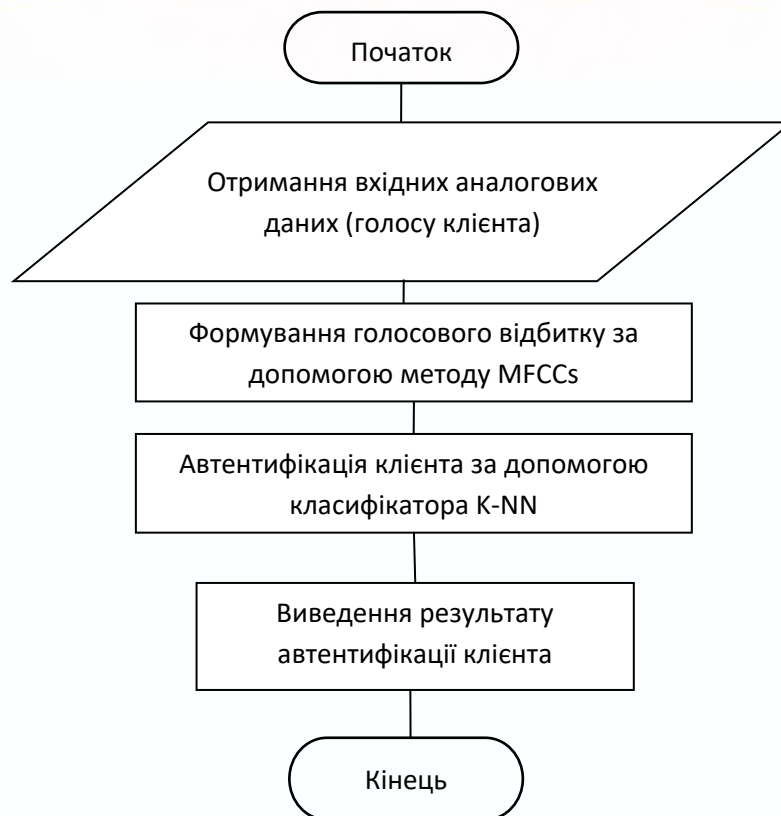 Початок
Отримання вхідних аналогових
даних (голосу клієнта)
Формування голосового відбитку за
допомогою методу MFCCs
Автентифікація клієнта за допомогою
класифікатора K-NN
Виведення результату
автентифікації клієнта
Кінець